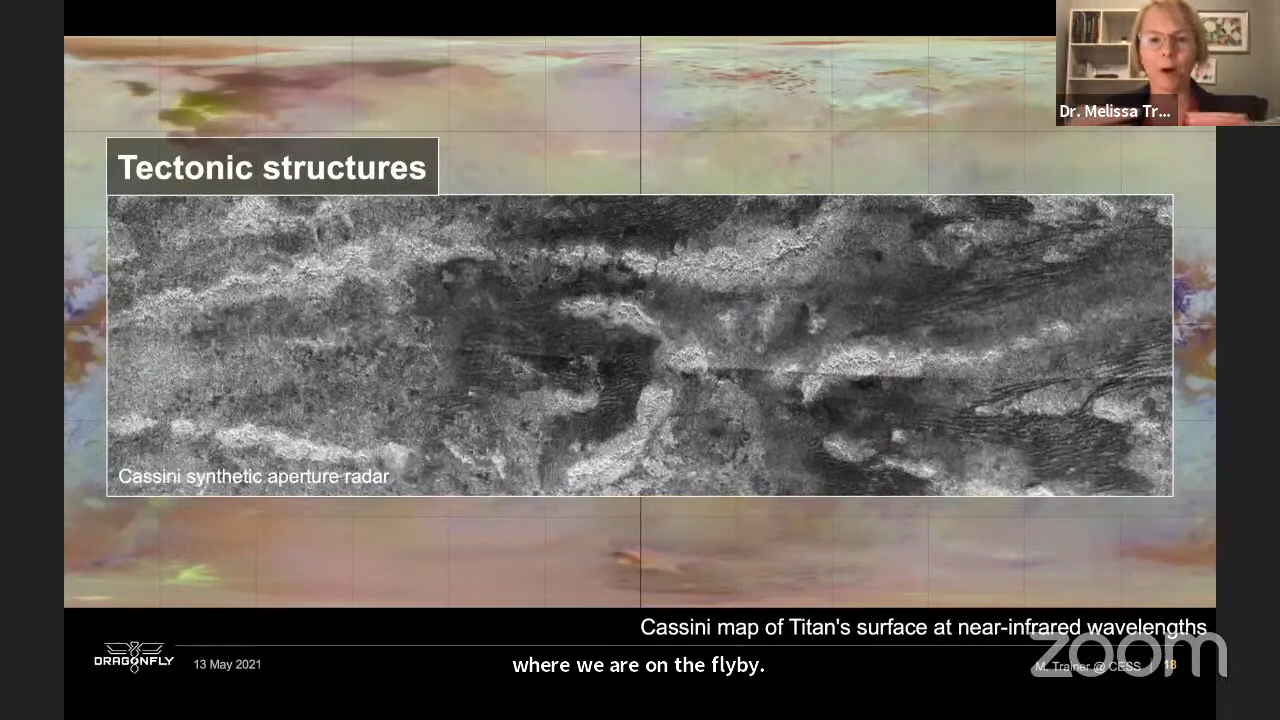 Dr. Melissa Tr...
Tectonic structures
Cassini synthetic aperture radar
Cassini map of Titan's surface at near-infrared wavelengths
DRAGONFLY
13 May 2021
where we are on the flyby.
M. Trainer @ CESS | 18
zoom